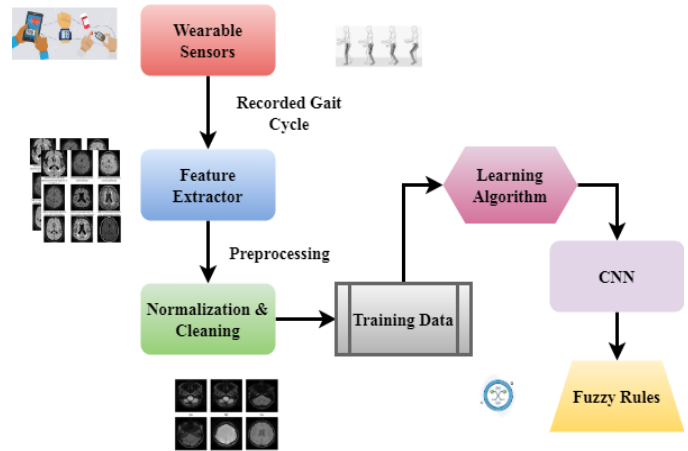 Wearable
Sensors
Recorded Gait
Cycle
Feature
Extractor
Preprocessing
Normalization &
Cleaning
Training Data
Learning
Algorithm
CNN
Fuzzy Rules